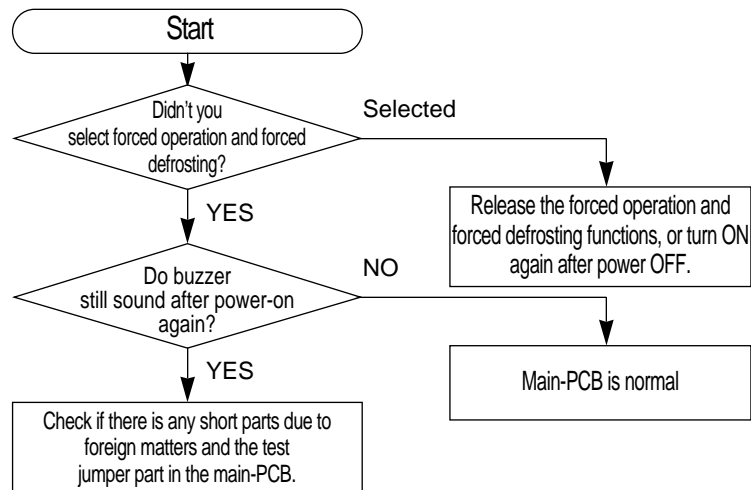 Start
Didn't you
select forced operation and forced
defrosting?
Selected
YES
Release the forced operation and
forced defrosting functions, or turn ON
again after power OFF.
Do buzzer
still sound after power-on
again?
NO
YES
Main-PCB is normal
Check if there is any short parts due to
foreign matters and the test
jumper part in the main-PCB.